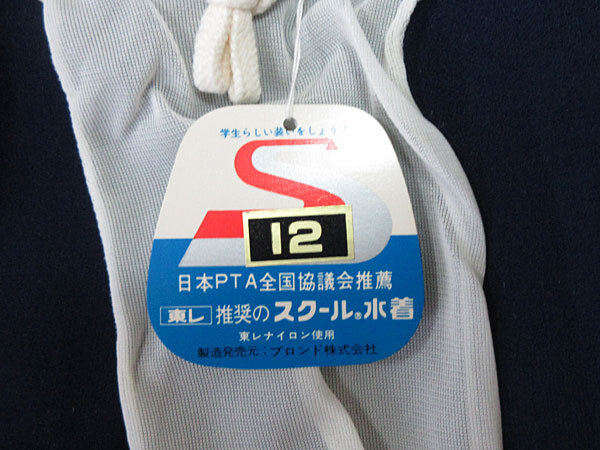 学生らしい装いをしよう！
S
12
日本PTA全国協議会推薦
東レ 推奨のスクール®水着
東レナイロン使用
製造発売元：ブロンド株式会社